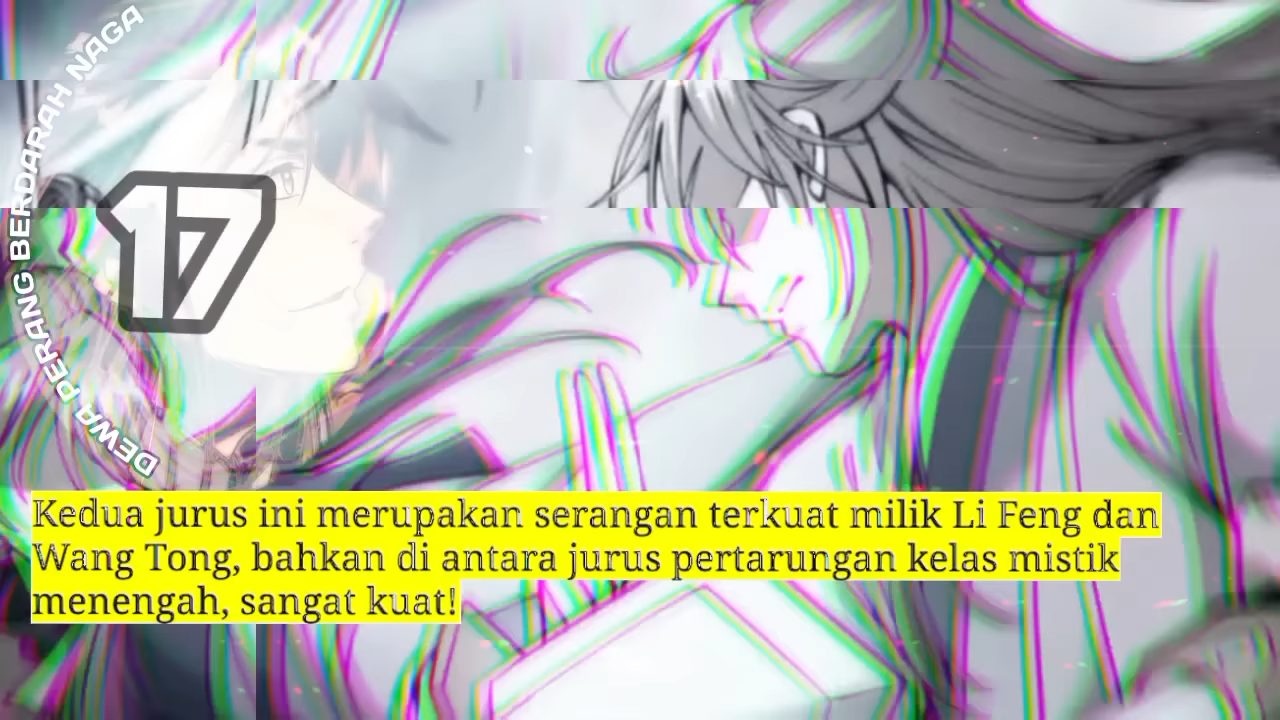 DEWA PERANG BERDARAH NAGA
17
Kedua jurus ini merupakan serangan terkuat milik Li Feng dan
Wang Tong, bahkan di antara jurus pertarungan kelas mistik
menengah, sangat kuat!